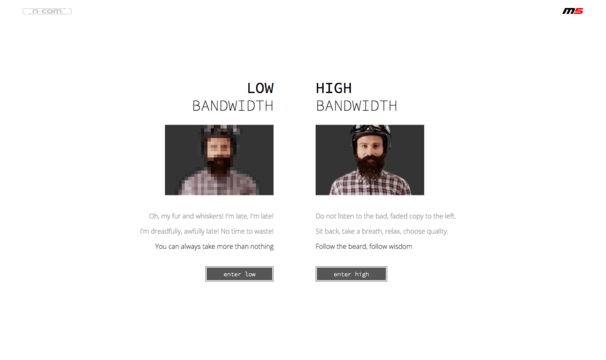 n-com
MS
LOW
BANDWIDTH
Oh, my fur and whiskers! I'm late, I'm late!
I'm dreadfully, awfully late! No time to waste!
You can always take more than nothing
enter low
HIGH
BANDWIDTH
Do not listen to the bad, faded copy to the left.
Sit back, take a breath, relax, choose quality.
Follow the beard, follow wisdom
enter high